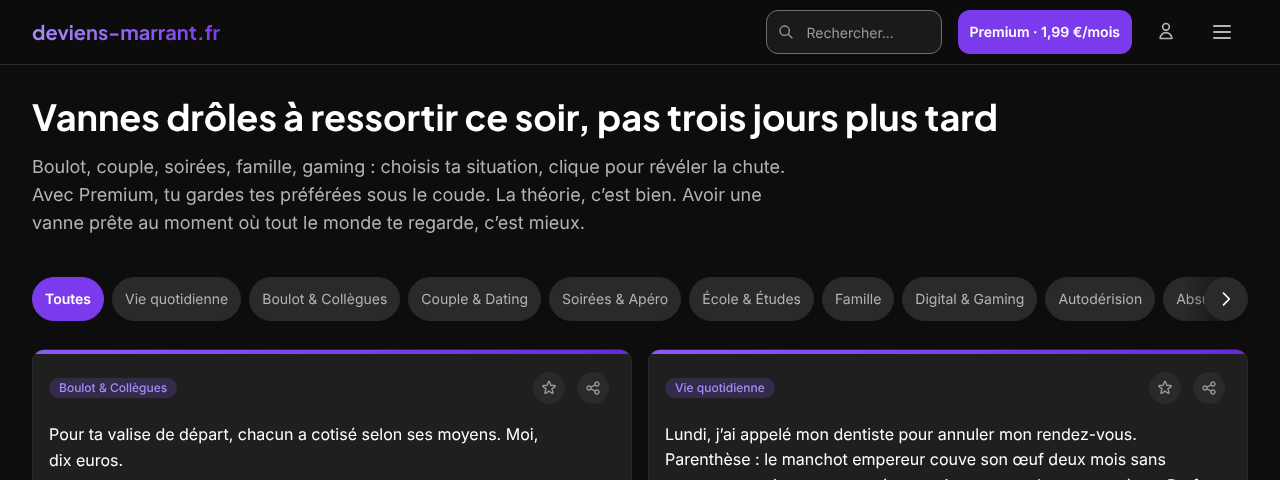 deviens-marrant.fr
Rechercher...
Premium · 1,99 €/mois
Vannes drôles à ressortir ce soir, pas trois jours plus tard
Boulot, couple, soirées, famille, gaming : choisis ta situation, clique pour révéler la chute.
Avec Premium, tu gardes tes préférées sous le coude. La théorie, c’est bien. Avoir une
vanne prête au moment où tout le monde te regarde, c’est mieux.
Toutes
Vie quotidienne
Boulot & Collègues
Couple & Dating
Soirées & Apéro
École & Études
Famille
Digital & Gaming
Autodérision
Boulot & Collègues
Pour ta valise de départ, chacun a cotisé selon ses moyens. Moi,
dix euros.
Vie quotidienne
Lundi, j’ai appelé mon dentiste pour annuler mon rendez-vous.
Parenthèse : le manchot empereur couve son œuf deux mois sans